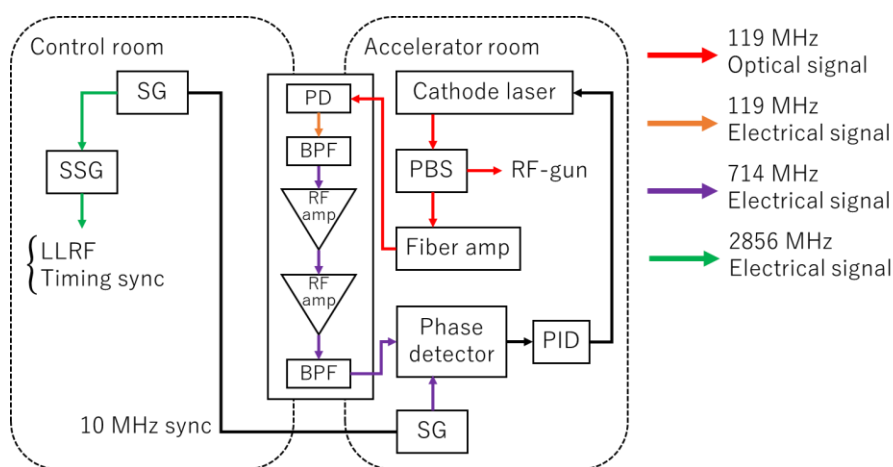 Control room
SG
SSG
LLRF
Timing sync
10 MHz sync
PD
BPF
RF
amp
RF
amp
BPF
Accelerator room
Cathode laser
PBS
RF-gun
Fiber amp
Phase
detector
PID
SG
119 MHz
Optical signal
119 MHz
Electrical signal
714 MHz
Electrical signal
2856 MHz
Electrical signal